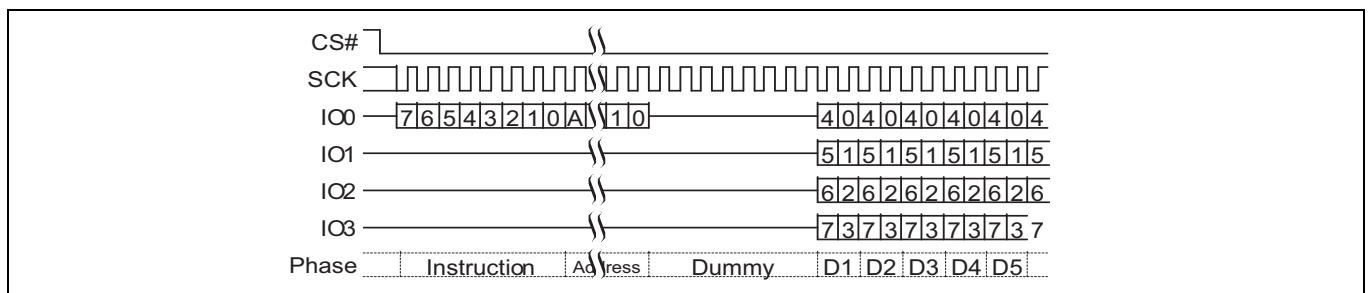 CS#
SCK
IO0 7 6 5 4 3 2 1 0 A 1 0 4 0 4 0 4 0 4 0 4 0 4
IO1 5 1 5 1 5 1 5 1 5 1 5
IO2 6 2 6 2 6 2 6 2 6 2 6
IO3 7 3 7 3 7 3 7 3 7 3 7
Phase Instruction Address Dummy D1 D2 D3 D4 D5